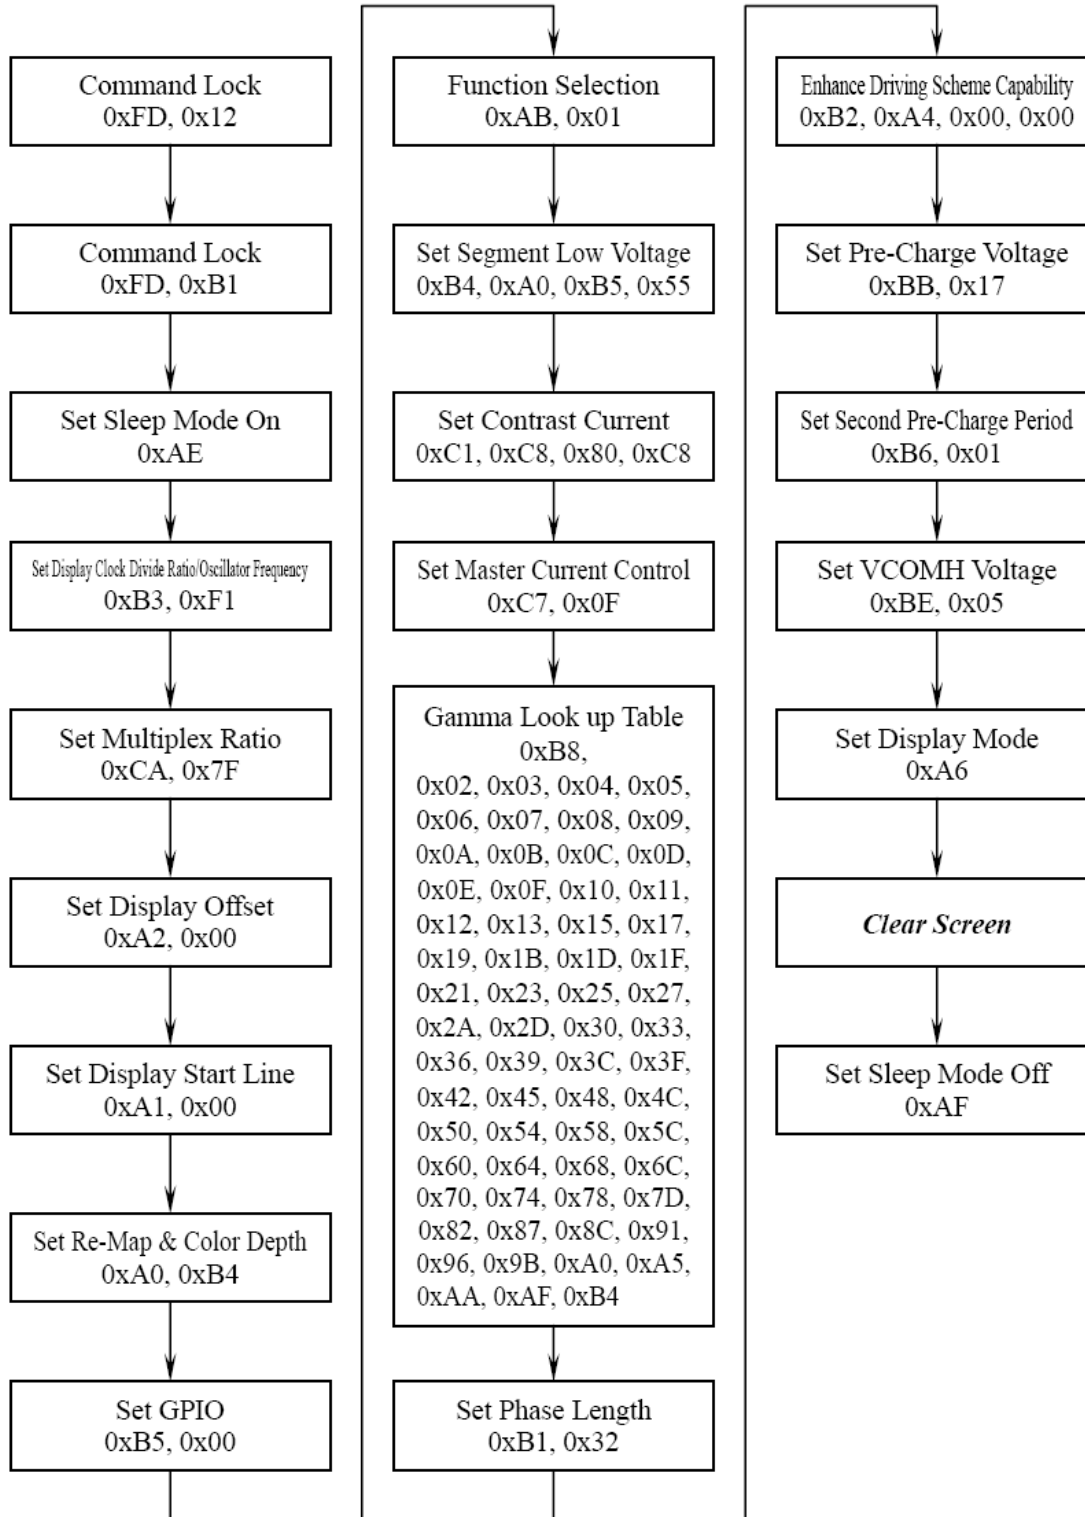 Command Lock
0xFD, 0x12
Command Lock
0xFD, 0xB1
Set Sleep Mode On
0xAE
Set Display Clock Divide Ratio/Oscillator Frequency
0xB3, 0xF1
Set Multiplex Ratio
0xCA, 0x7F
Set Display Offset
0xA2, 0x00
Set Display Start Line
0xA1, 0x00
Set Re-Map & Color Depth
0xA0, 0xB4
Set GPIO
0xB5, 0x00
Function Selection
0xAB, 0x01
Set Segment Low Voltage
0xB4, 0xA0, 0xB5, 0x55
Set Contrast Current
0xC1, 0xC8, 0x80, 0xC8
Set Master Current Control
0xC7, 0x0F
Gamma Look up Table
0xB8,
0x02, 0x03, 0x04, 0x05,
0x06, 0x07, 0x08, 0x09,
0x0A, 0x0B, 0x0C, 0x0D,
0x0E, 0x0F, 0x10, 0x11,
0x12, 0x13, 0x15, 0x17,
0x19, 0x1B, 0x1D, 0x1F,
0x21, 0x23, 0x25, 0x27,
0x2A, 0x2D, 0x30, 0x33,
0x36, 0x39, 0x3C, 0x3F,
0x42, 0x45, 0x48, 0x4C,
0x50, 0x54, 0x58, 0x5C,
0x60, 0x64, 0x68, 0x6C,
0x70, 0x74, 0x78, 0x7D,
0x82, 0x87, 0x8C, 0x91,
0x96, 0x9B, 0xA0, 0xA5,
0xAA, 0xAF, 0xB4
Set Phase Length
0xB1, 0x32
Enhance Driving Scheme Capability
0xB2, 0xA4, 0x00, 0x00
Set Pre-Charge Voltage
0xBB, 0x17
Set Second Pre-Charge Period
0xB6, 0x01
Set VCOMH Voltage
0xBE, 0x05
Set Display Mode
0xA6
Clear Screen
Set Sleep Mode Off
0xAF